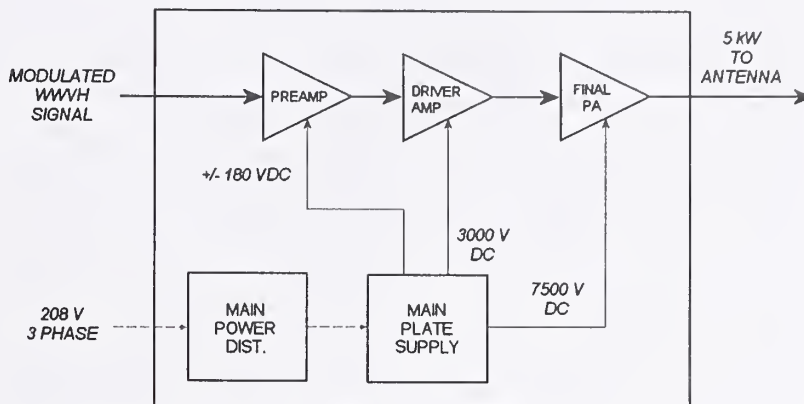 MODULATED
WWVH
SIGNAL
PREAMP
DRIVER
AMP
FINAL
PA
5 kW
TO
ANTENNA
+/- 180 VDC
3000 V
DC
7500 V
DC
208 V
3 PHASE
MAIN
POWER
DIST.
MAIN
PLATE
SUPPLY